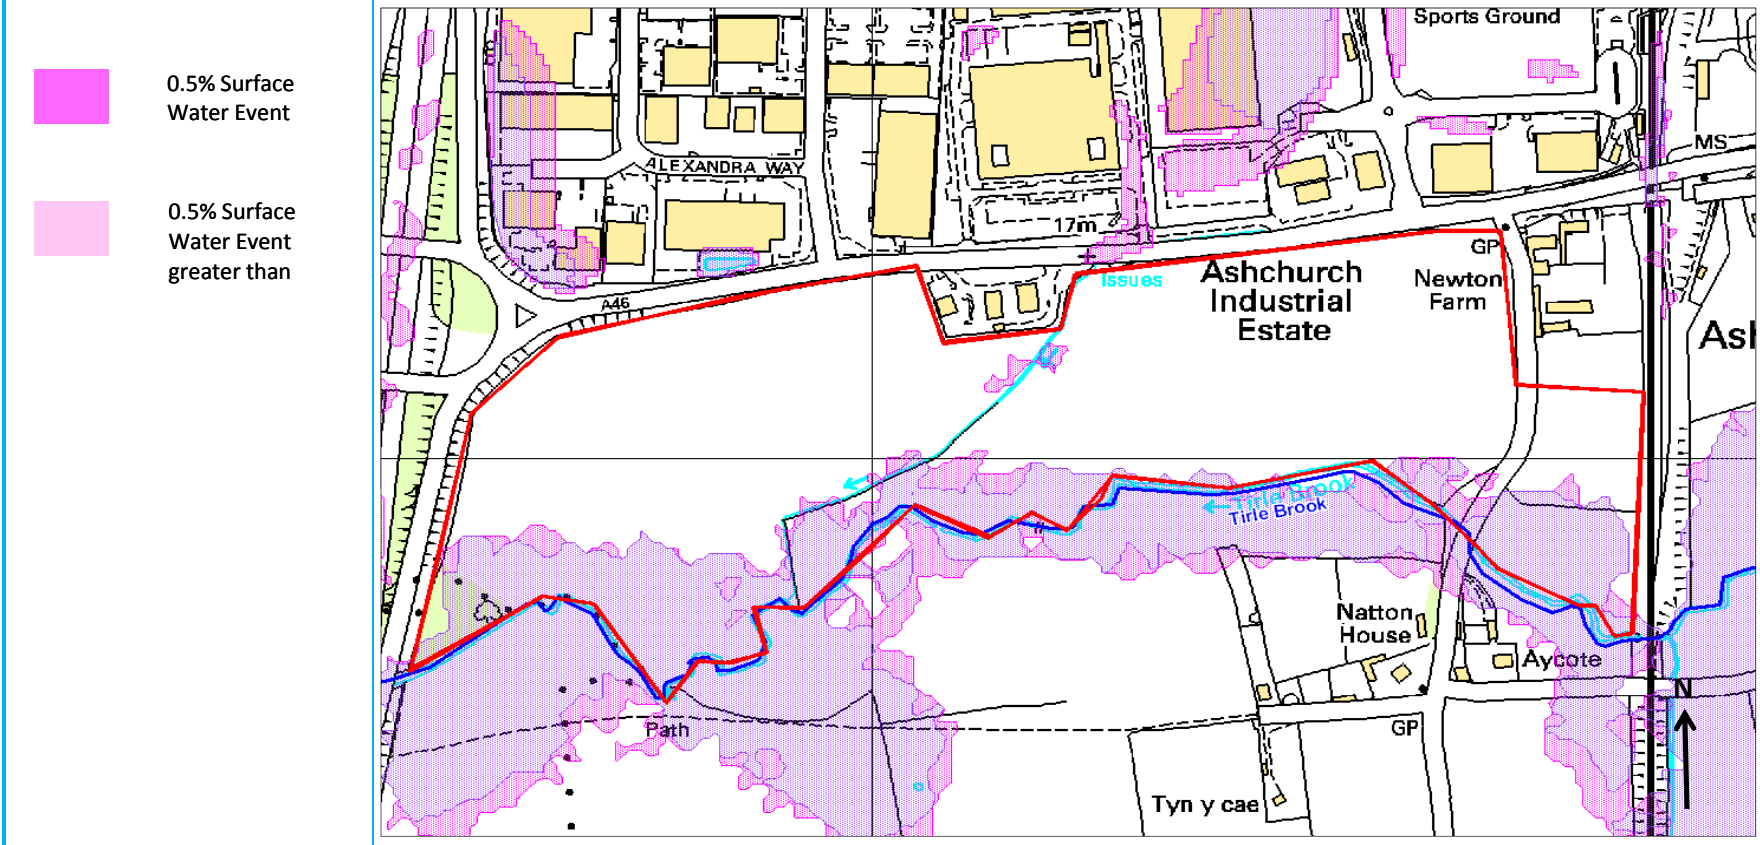 0.5% Surface
Water Event
0.5% Surface
Water Event
greater than
Sports Ground
MS
ALEXANDRA WAY
17m
A46
Issues
Ashchurch
Industrial
Estate
GP
Newton
Farm
Ash
Tirle Brook
Tirle Brook
Natton
House
Aycote
N
Path
GP
Tyn y cae